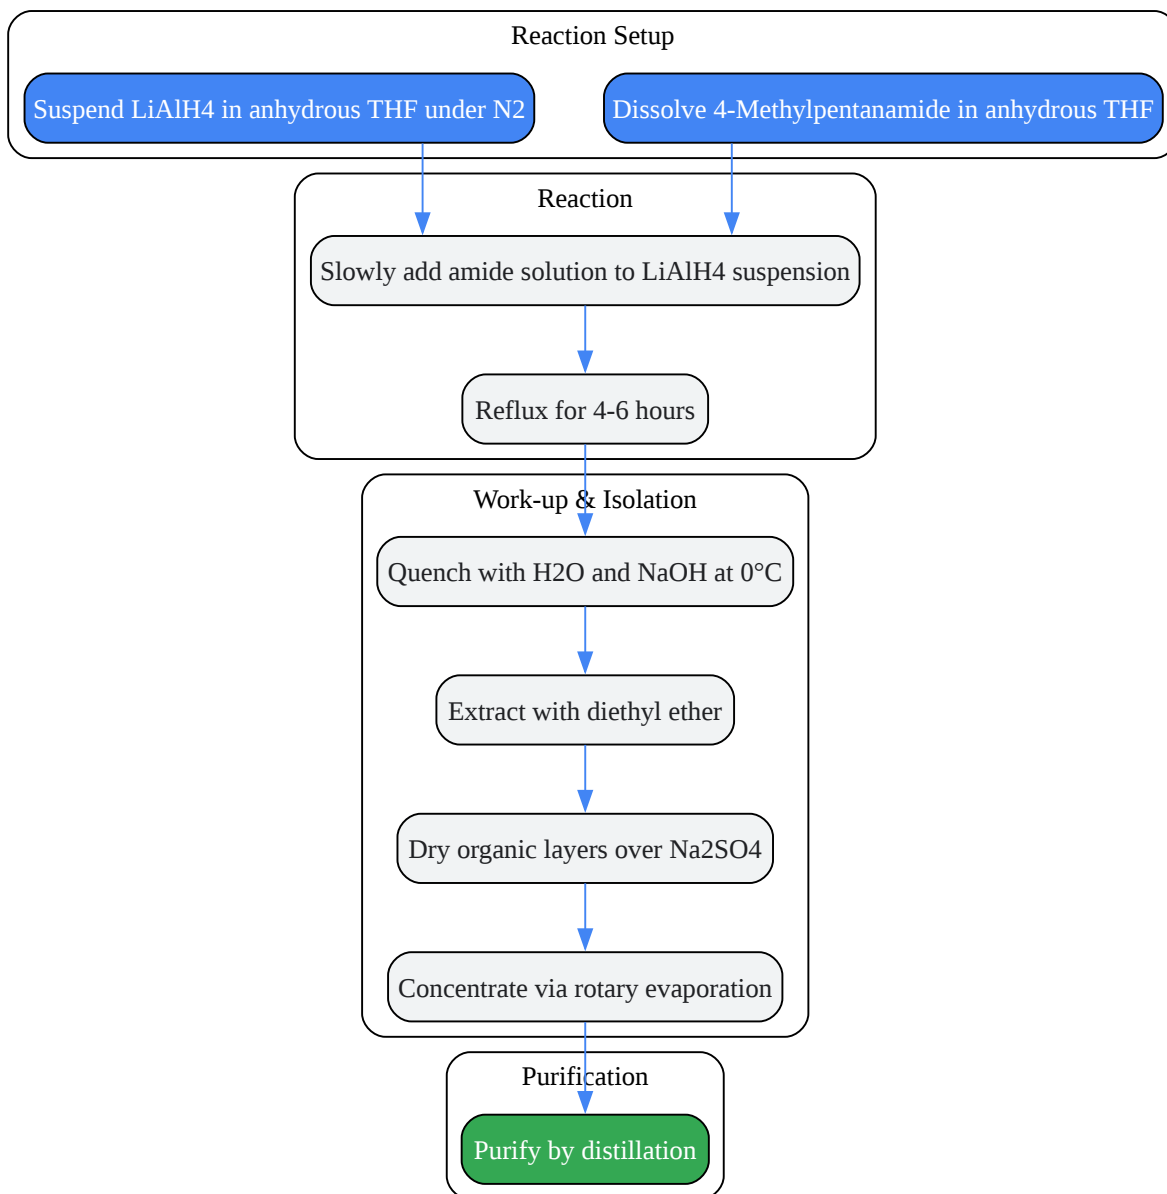 Reaction Setup
Suspend LiAlH4 in anhydrous THF under N2
Dissolve 4-Methylpentanamide in anhydrous THF
Reaction
Slowly add amide solution to LiAlH4 suspension
Reflux for 4-6 hours
Work-up & Isolation
Quench with H2O and NaOH at 0°C
Extract with diethyl ether
Dry organic layers over Na2SO4
Concentrate via rotary evaporation
Purification
Purify by distillation